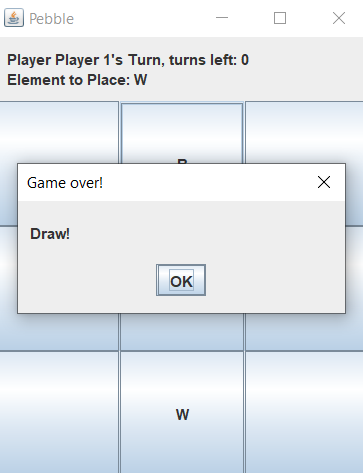 Pebble
Player Player 1's Turn, turns left: 0
Element to Place: W
Game over!
Draw!
OK
W